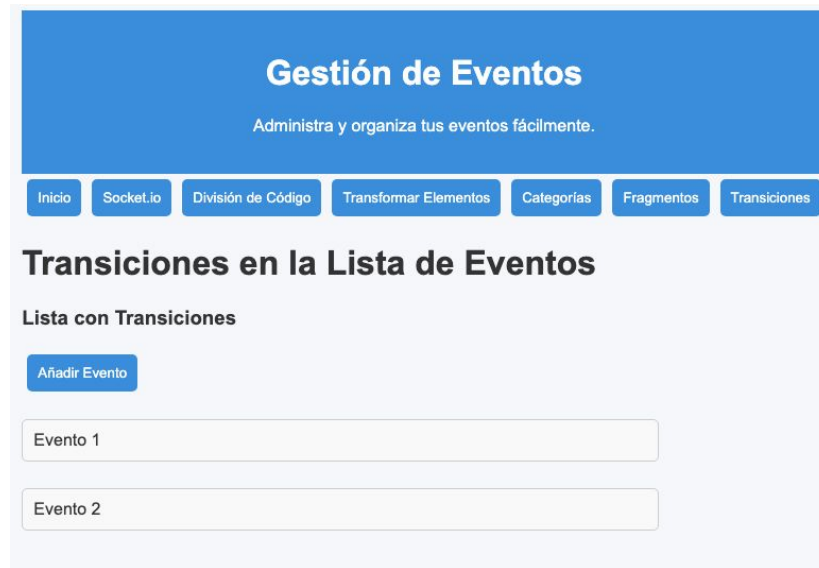 Gestión de Eventos
Administra y organiza tus eventos fácilmente.
Inicio Socket.io División de Código Transformar Elementos Categorías Fragmentos Transiciones
Transiciones en la Lista de Eventos
Lista con Transiciones
Añadir Evento
Evento 1
Evento 2